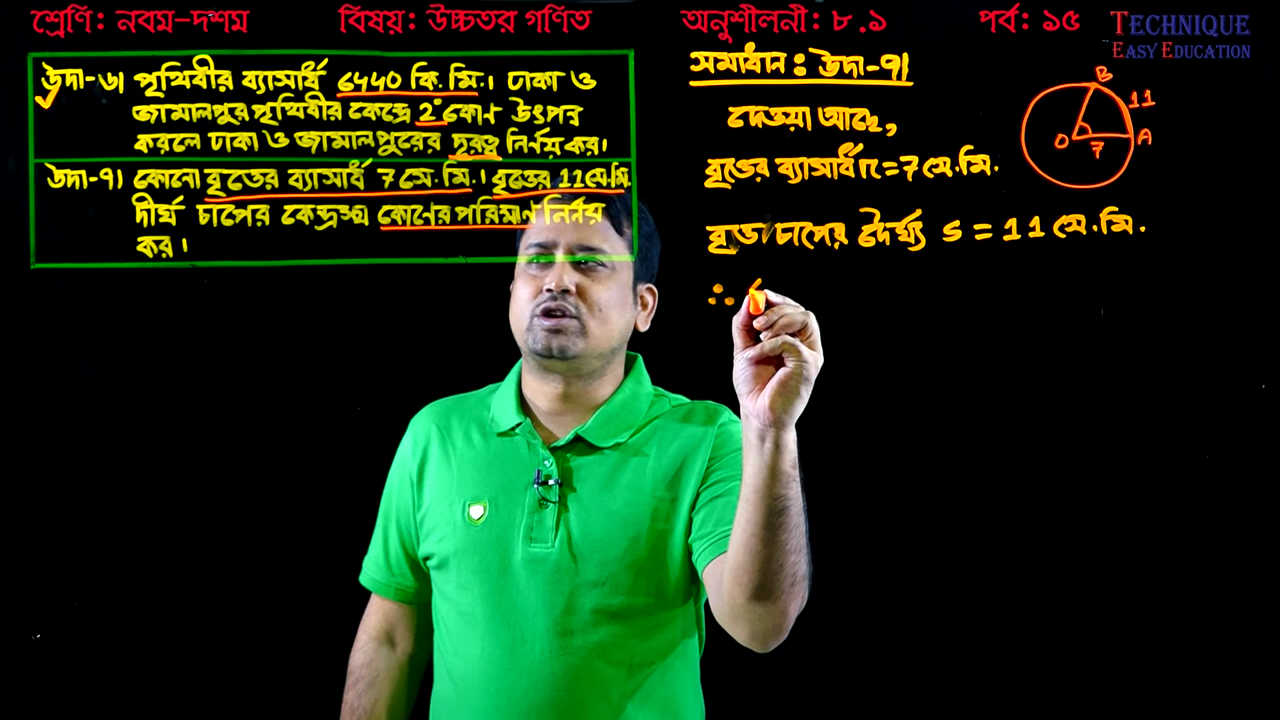 শ্রেণি: নবম-দশম
বিষয়: উচ্চতর গণিত
অনুশীলনী: ৮.১
পর্ব: ১৫
TECHNIQUE
EASY EDUCATION
উদা-৬। পৃথিবীর ব্যাসার্ধ 6440 কি.মি.। ঢাকা ও
জামালপুর পৃথিবীর কেন্দ্রে 2° কোণ উৎপন্ন
করলে ঢাকা ও জামালপুরের দূরত্ব নির্ণয় কর।
উদা-৭। কোনো বৃত্তের ব্যাসার্ধ 7 সে.মি.। বৃত্তের 11 সে.মি.
দীর্ঘ চাপের কেন্দ্রস্থ কোণের পরিমাণ নির্ণয়
কর।
সমাধান: উদা-৭।
দেওয়া আছে,
বৃত্তের ব্যাসার্ধ r = 7 সে.মি.
বৃত্তচাপের দৈর্ঘ্য s = 11 সে.মি.
∴
B
11
O
7
A